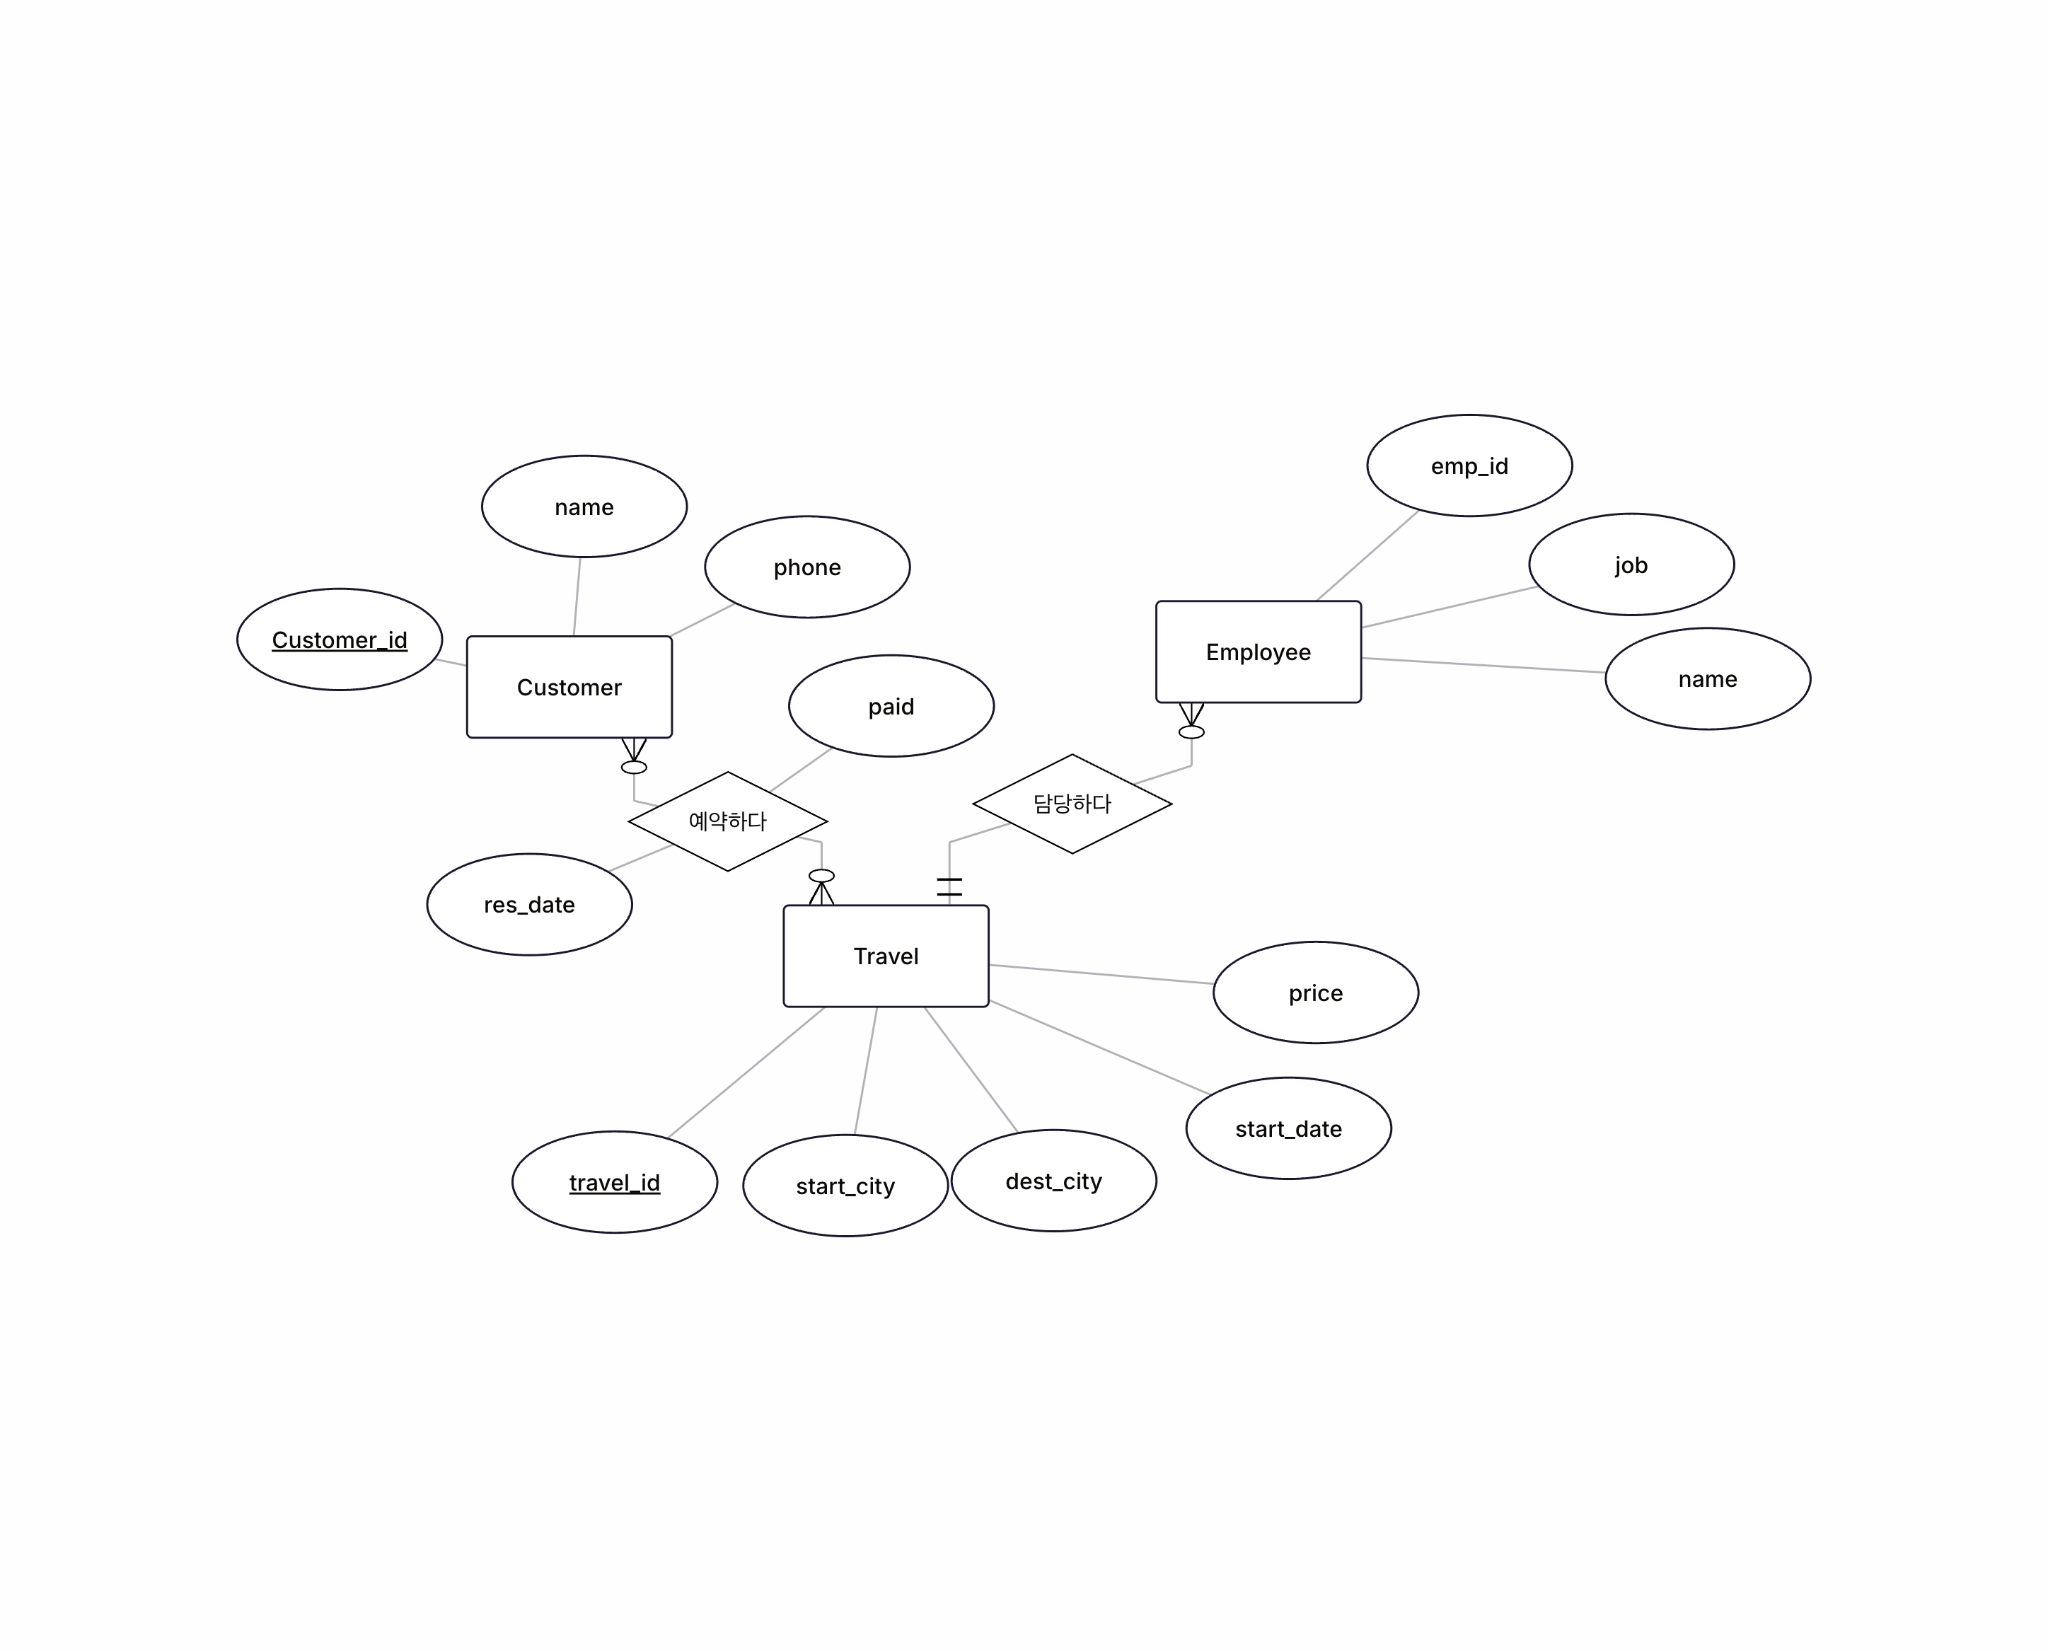 emp_id
name
job
phone
Customer_id
Employee
name
Customer
paid
담당하다
예약하다
res_date
Travel
price
start_date
travel_id
start_city
dest_city